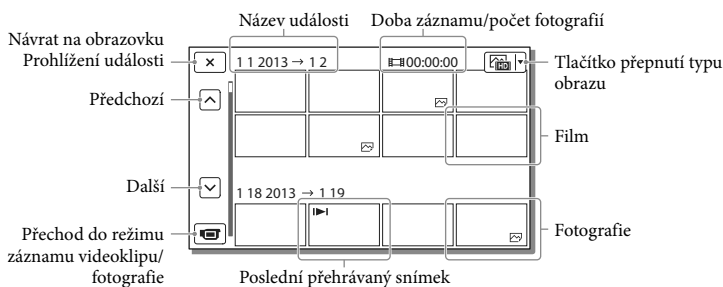 Název události
Doba záznamu/počet fotografií
Návrat na obrazovku
Prohlížení události
1 1 2013 → 1 2
00:00:00
HD
Tlačítko přepnutí typu
obrazu
Předchozí
Film
Další
1 18 2013 → 1 19
Přechod do režimu
záznamu videoklipu/
fotografie
Fotografie
Poslední přehrávaný snímek